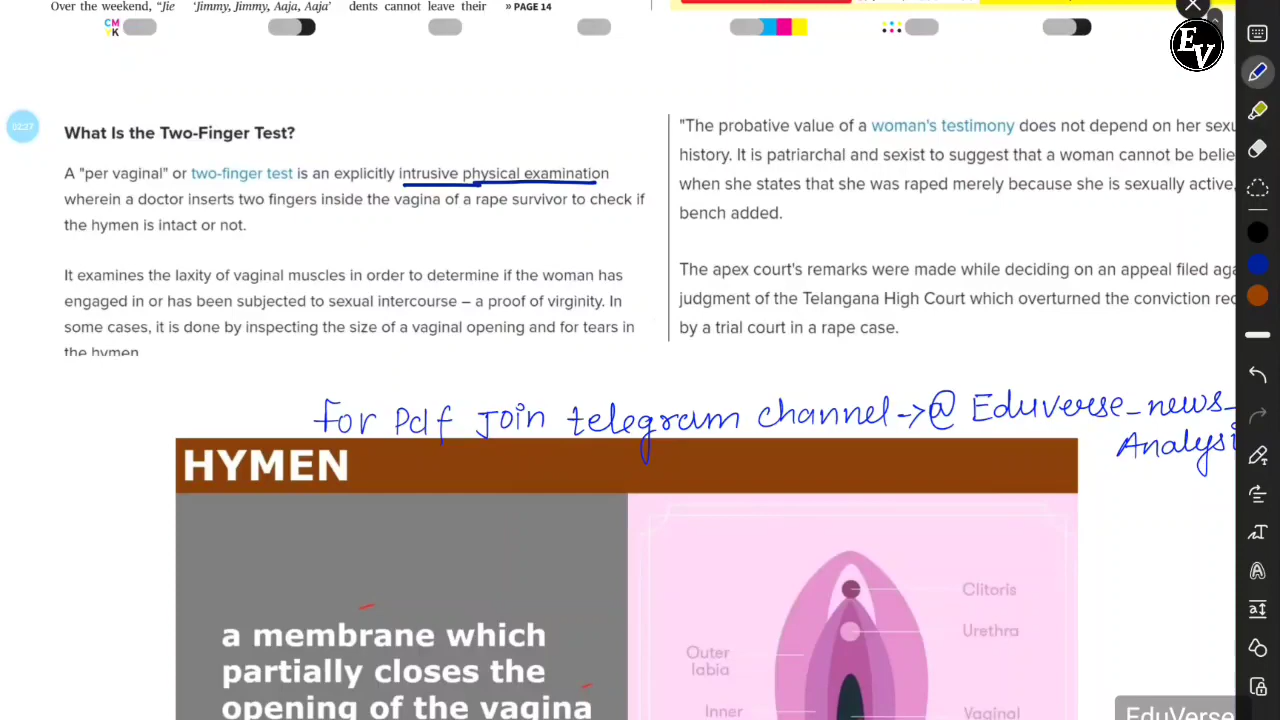 Over the weekend, “Jie 'Jimmy, Jimmy, Aaja, Aaja' dents cannot leave their » PAGE 14
CM
YK
EV
02:27
What Is the Two-Finger Test?
A "per vaginal" or two-finger test is an explicitly intrusive physical examination
wherein a doctor inserts two fingers inside the vagina of a rape survivor to check if
the hymen is intact or not.
It examines the laxity of vaginal muscles in order to determine if the woman has
engaged in or has been subjected to sexual intercourse – a proof of virginity. In
some cases, it is done by inspecting the size of a vaginal opening and for tears in
the hymen
"The probative value of a woman's testimony does not depend on her sexu
history. It is patriarchal and sexist to suggest that a woman cannot be belie
when she states that she was raped merely because she is sexually active,
bench added.
The apex court's remarks were made while deciding on an appeal filed aga
judgment of the Telangana High Court which overturned the conviction rec
by a trial court in a rape case.
for Pdf Join telegram channel -> @ Eduverse_news_
Analysi
HYMEN
a membrane which
partially closes the
opening of the vagina
Clitoris
Urethra
Outer
labia
Inner
Vaginal
EduVerse